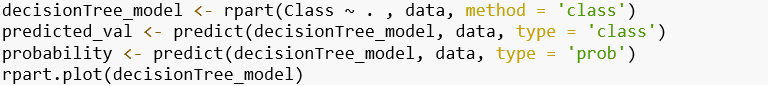 decisionTree_model <- rpart(Class ~ . , data, method = 'class')
predicted_val <- predict(decisionTree_model, data, type = 'class')
probability <- predict(decisionTree_model, data, type = 'prob')
rpart.plot(decisionTree_model)